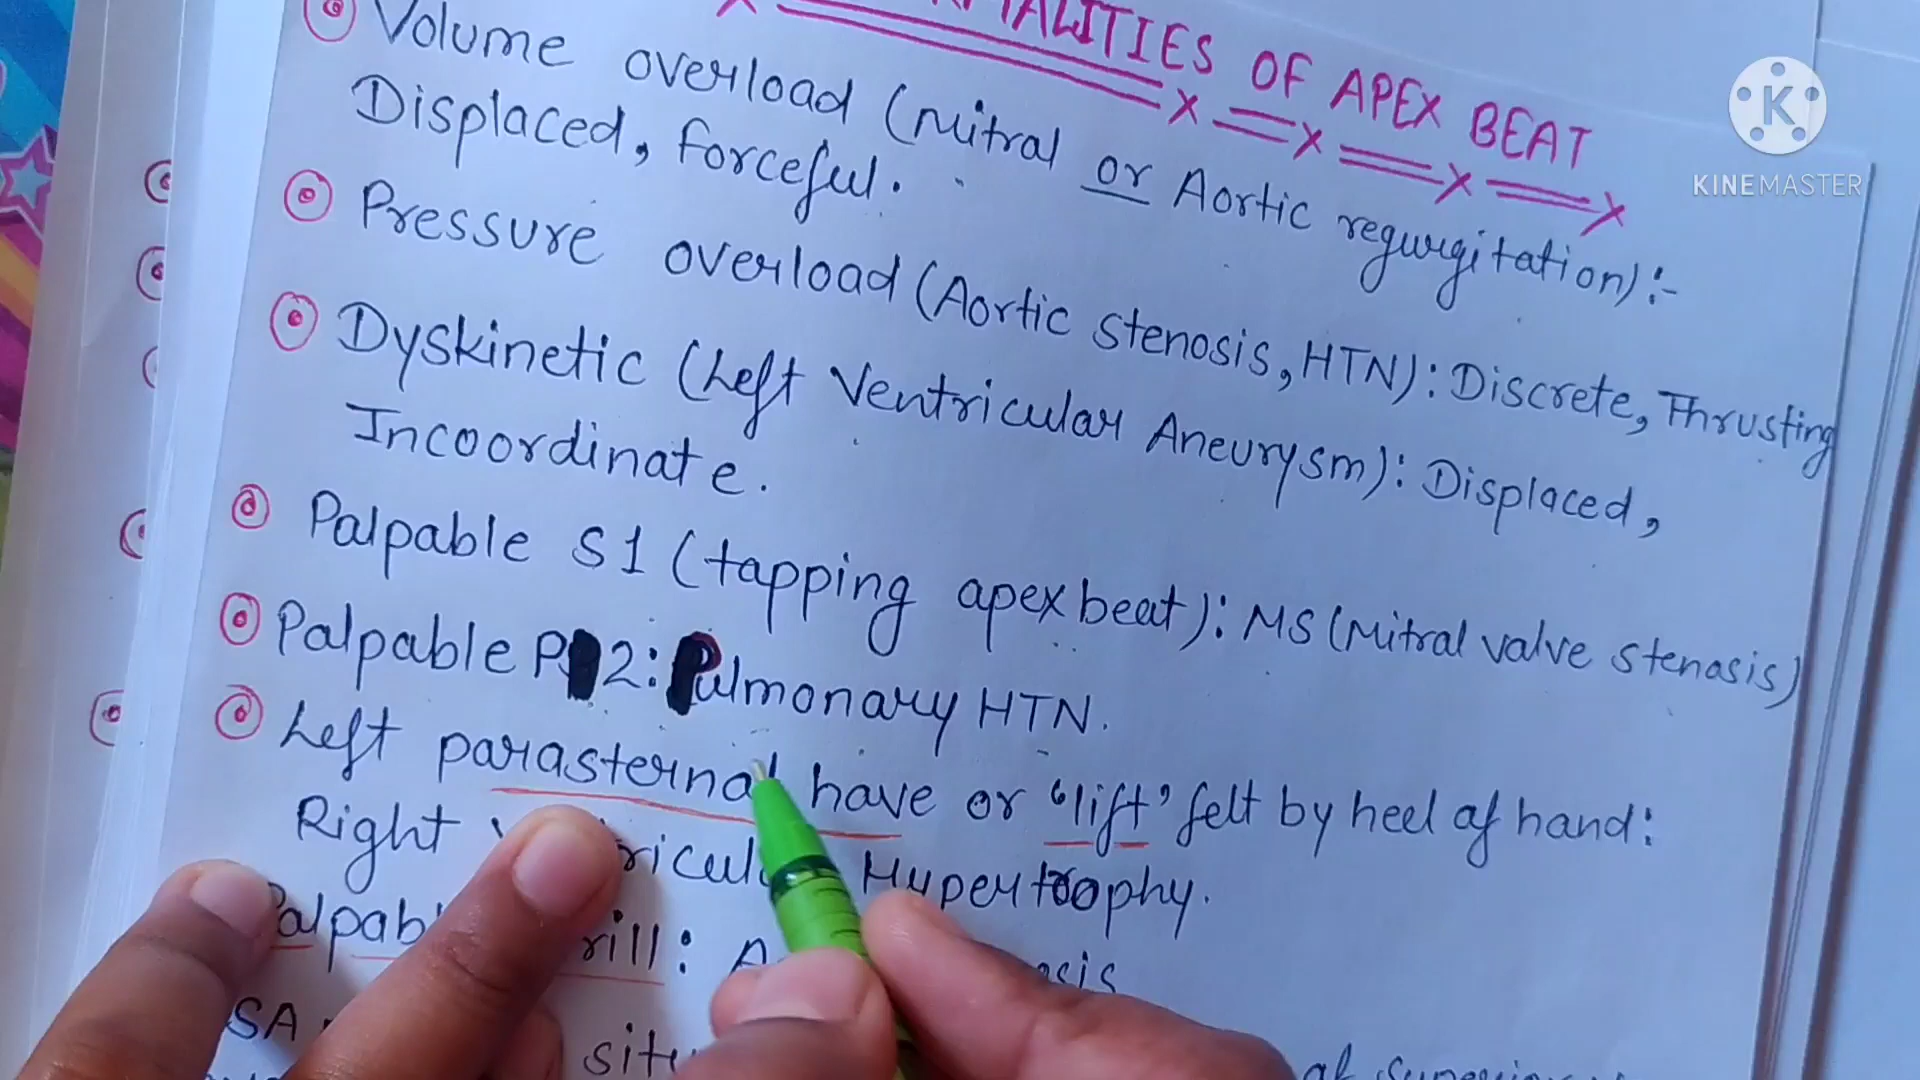 OF APEX BEAT
KINEMASTER
Volume overload (Mitral or Aortic regurgitation):-
Displaced, forceful.
Pressure overload (Aortic stenosis, HTN): Discrete, Thrusting
Dyskinetic (Left Ventricular Aneurysm): Displaced,
Incoordinate.
Palpable S1 (tapping apex beat): MS (Mitral valve stenosis)
Palpable P2: Pulmonary HTN.
Left parasternal have or 'lift' felt by heel of hand:
Right Hypertrophy.
SA